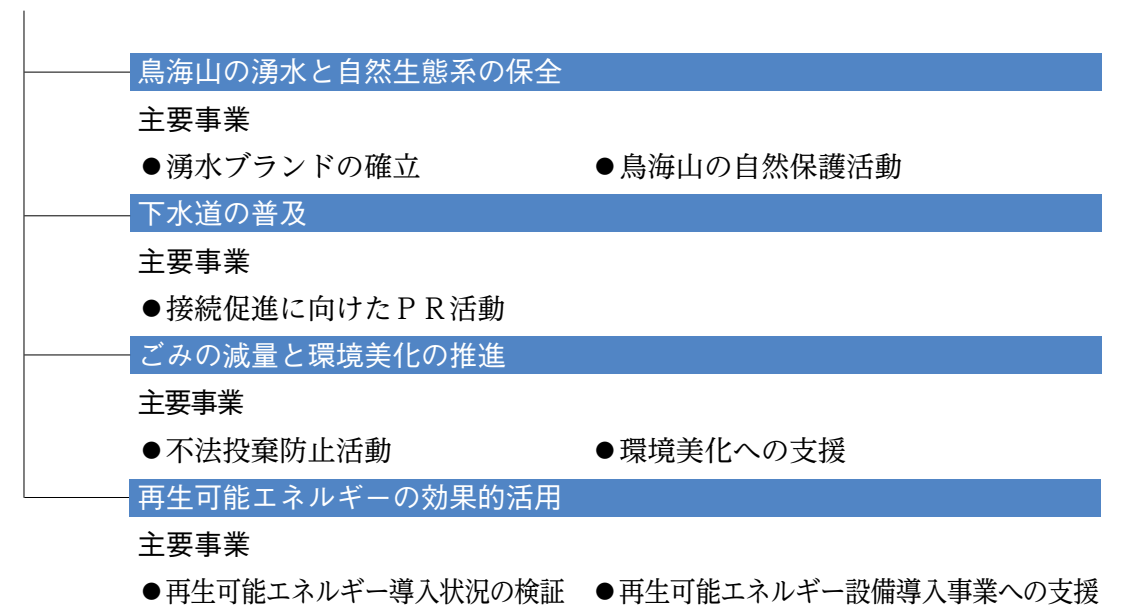 鳥海山の湧水と自然生態系の保全
主要事業
●湧水ブランドの確立 ●鳥海山の自然保護活動
下水道の普及
主要事業
●接続促進に向けたＰＲ活動
ごみの減量と環境美化の推進
主要事業
●不法投棄防止活動 ●環境美化への支援
再生可能エネルギーの効果的活用
主要事業
●再生可能エネルギー導入状況の検証 ●再生可能エネルギー設備導入事業への支援